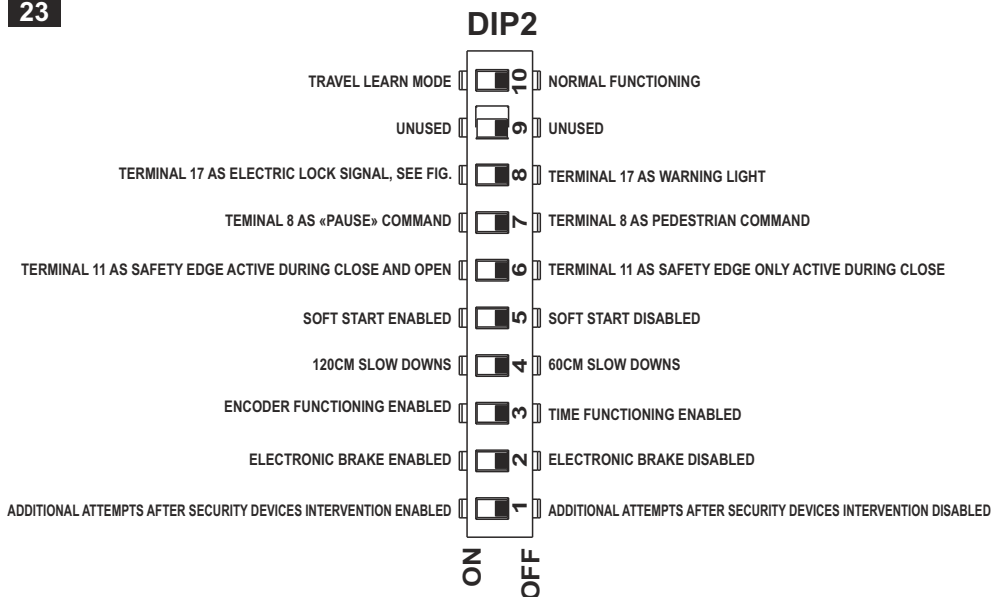 23
DIP2
TRAVEL LEARN MODE 10 NORMAL FUNCTIONING
UNUSED 9 UNUSED
TERMINAL 17 AS ELECTRIC LOCK SIGNAL, SEE FIG. 8 TERMINAL 17 AS WARNING LIGHT
TEMINAL 8 AS «PAUSE» COMMAND 7 TERMINAL 8 AS PEDESTRIAN COMMAND
TERMINAL 11 AS SAFETY EDGE ACTIVE DURING CLOSE AND OPEN 6 TERMINAL 11 AS SAFETY EDGE ONLY ACTIVE DURING CLOSE
SOFT START ENABLED 5 SOFT START DISABLED
120CM SLOW DOWNS 4 60CM SLOW DOWNS
ENCODER FUNCTIONING ENABLED 3 TIME FUNCTIONING ENABLED
ELECTRONIC BRAKE ENABLED 2 ELECTRONIC BRAKE DISABLED
ADDITIONAL ATTEMPTS AFTER SECURITY DEVICES INTERVENTION ENABLED 1 ADDITIONAL ATTEMPTS AFTER SECURITY DEVICES INTERVENTION DISABLED
ON OFF